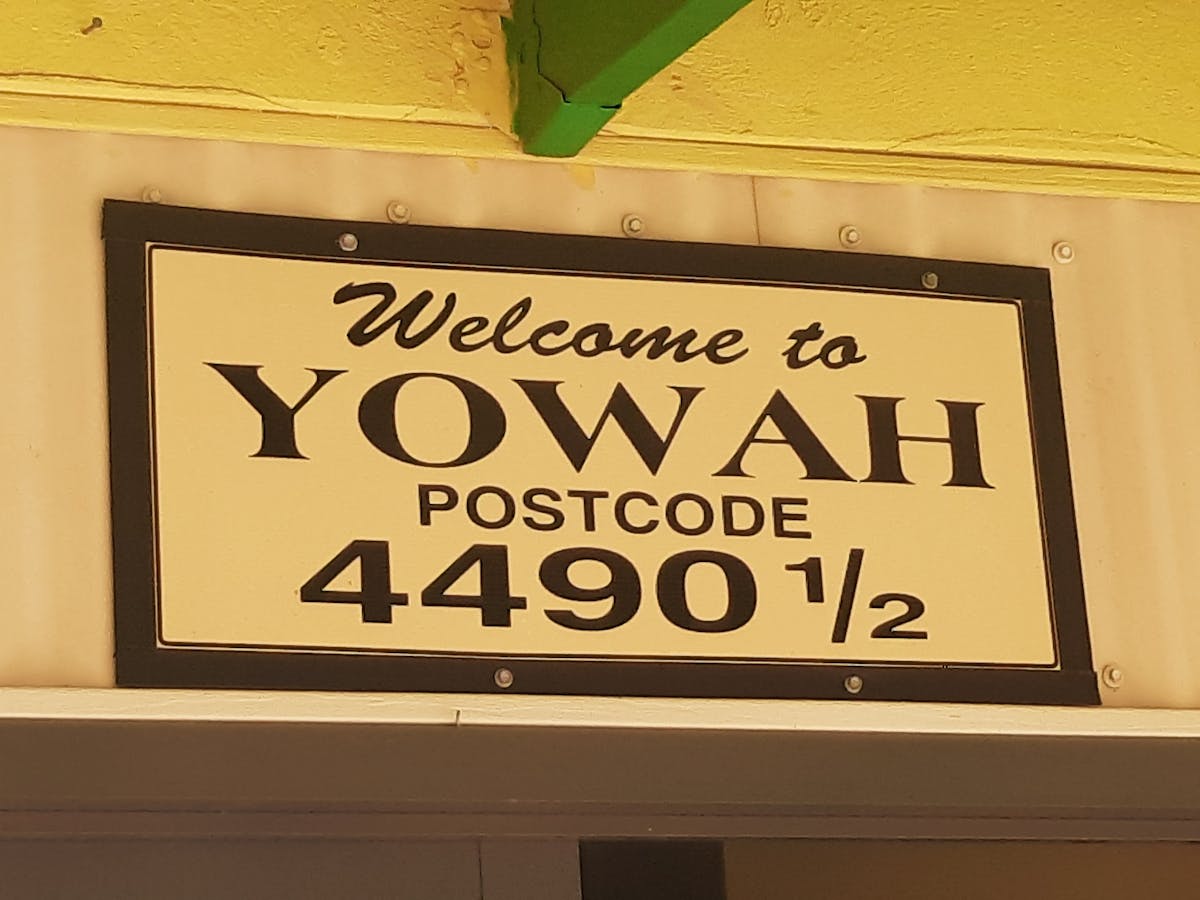 Welcome to
YOWAH
POSTCODE
4490 1/2